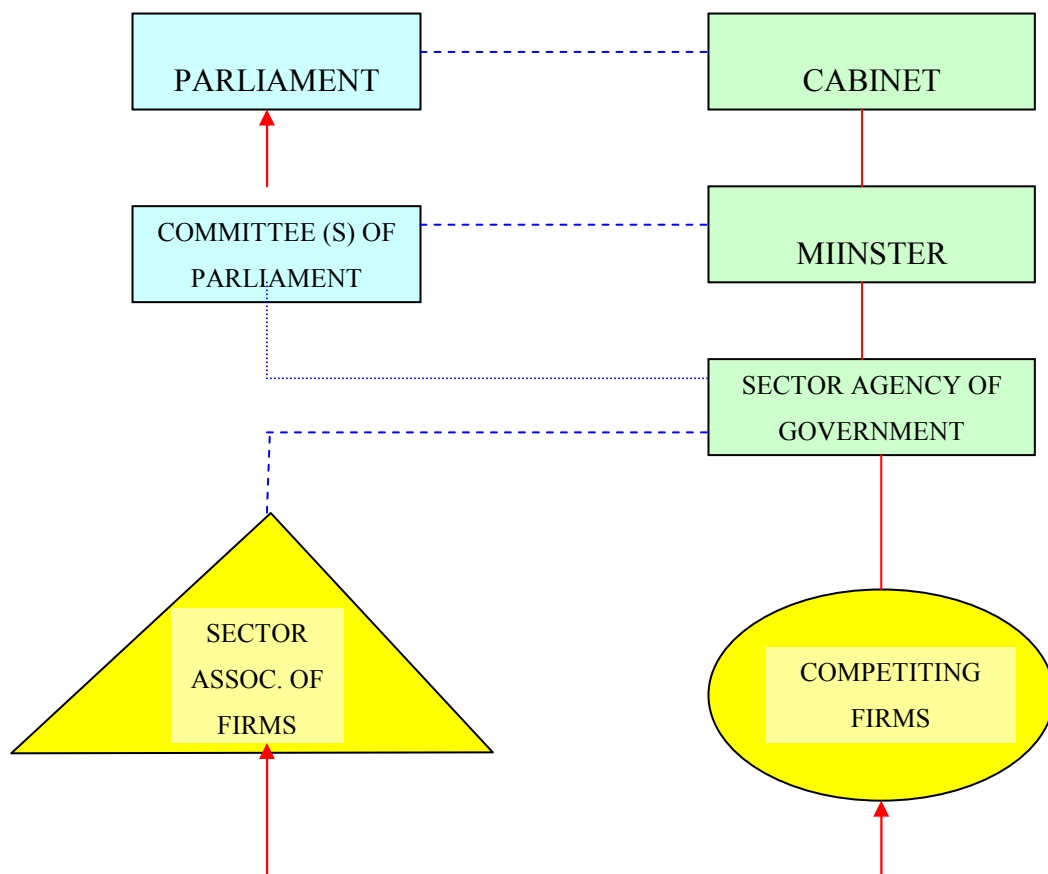 PARLIAMENT
CABINET
COMMITTEE (S) OF
PARLIAMENT
MIINSTER
SECTOR AGENCY OF
GOVERNMENT
SECTOR
ASSOC. OF
FIRMS
COMPETITING
FIRMS